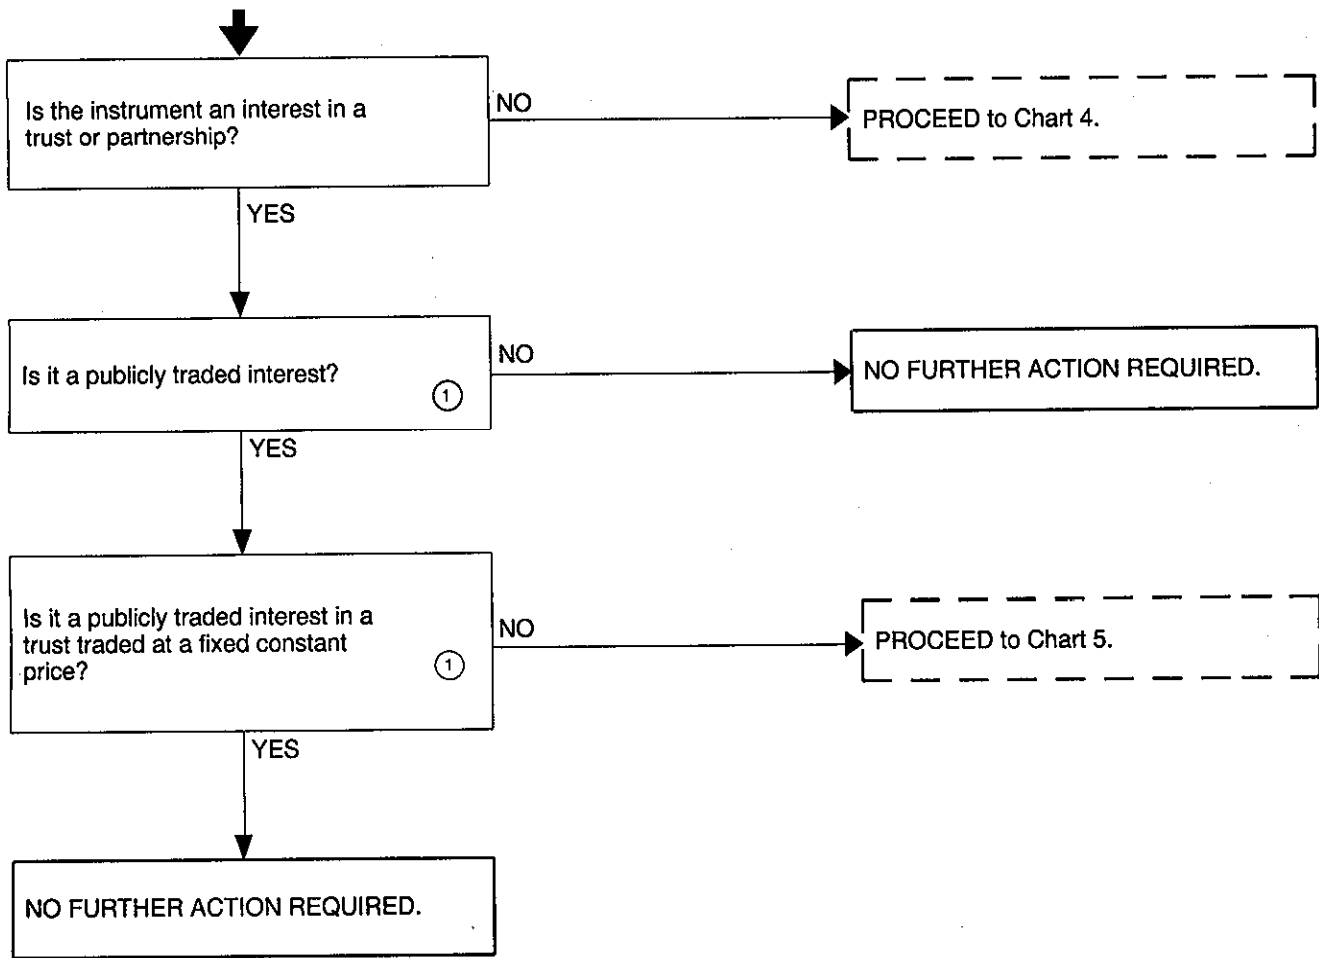 Is the instrument an interest in a
trust or partnership?
NO
PROCEED to Chart 4.
YES
Is it a publicly traded interest?
1
NO
NO FURTHER ACTION REQUIRED.
YES
Is it a publicly traded interest in a
trust traded at a fixed constant
price?
1
NO
PROCEED to Chart 5.
YES
NO FURTHER ACTION REQUIRED.